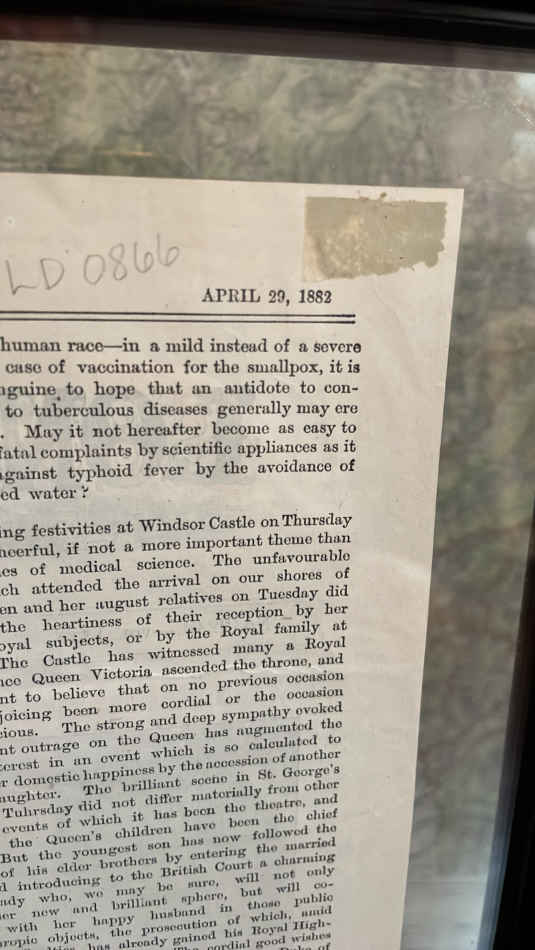 LD 0866
APRIL 29, 1882
human race—in a mild instead of a severe
case of vaccination for the smallpox, it is
nguine to hope that an antidote to con-
to tuberculous diseases generally may ere
. May it not hereafter become as easy to
fatal complaints by scientific appliances as it
against typhoid fever by the avoidance of
ed water?
ing festivities at Windsor Castle on Thursday
heerful, if not a more important theme than
es of medical science. The unfavourable
ch attended the arrival on our shores of
en and her august relatives on Tuesday did
the heartiness of their reception by her
oyal subjects, or by the Royal family at
The Castle has witnessed many a Royal
nce Queen Victoria ascended the throne, and
nt to believe that on no previous occasion
joicing been more cordial or the occasion
cious. The strong and deep sympathy evoked
nt outrage on the Queen has augmented the
terest in an event which is so calculated to
r domestic happiness by the accession of another
aughter. The brilliant scene in St. George's
Tuhrsday did not differ materially from other
events of which it has been the theatre, and
the Queen's children have been the chief
But the youngest son has now followed the
of his elder brothers by entering the married
d introducing to the British Court a charming
ady who, we may be sure, will not only
er new and brilliant sphere, but will co-
with her happy husband in those public
hropic objects, the prosecution of which, amid
has already gained his Royal High-
The cordial good wishes
Duke of